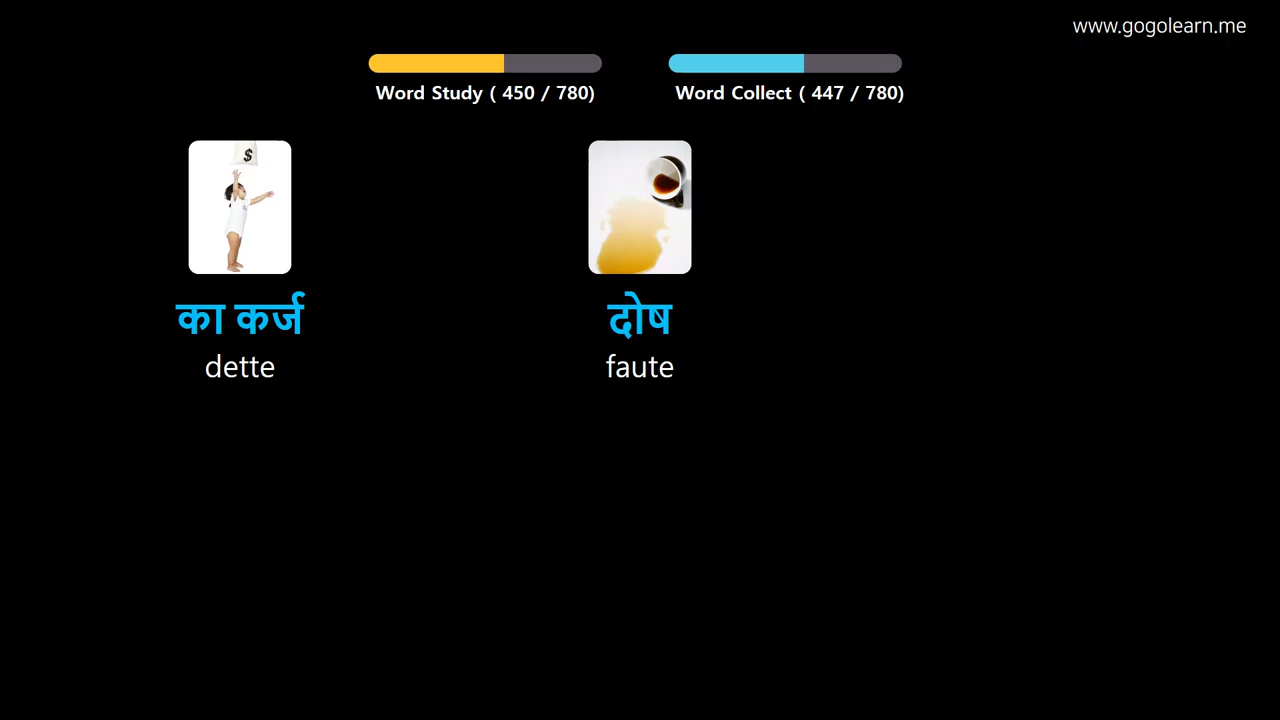 www.gogolearn.me
Word Study ( 450 / 780)
Word Collect ( 447 / 780)
$
का कर्ज
दोष
dette
faute